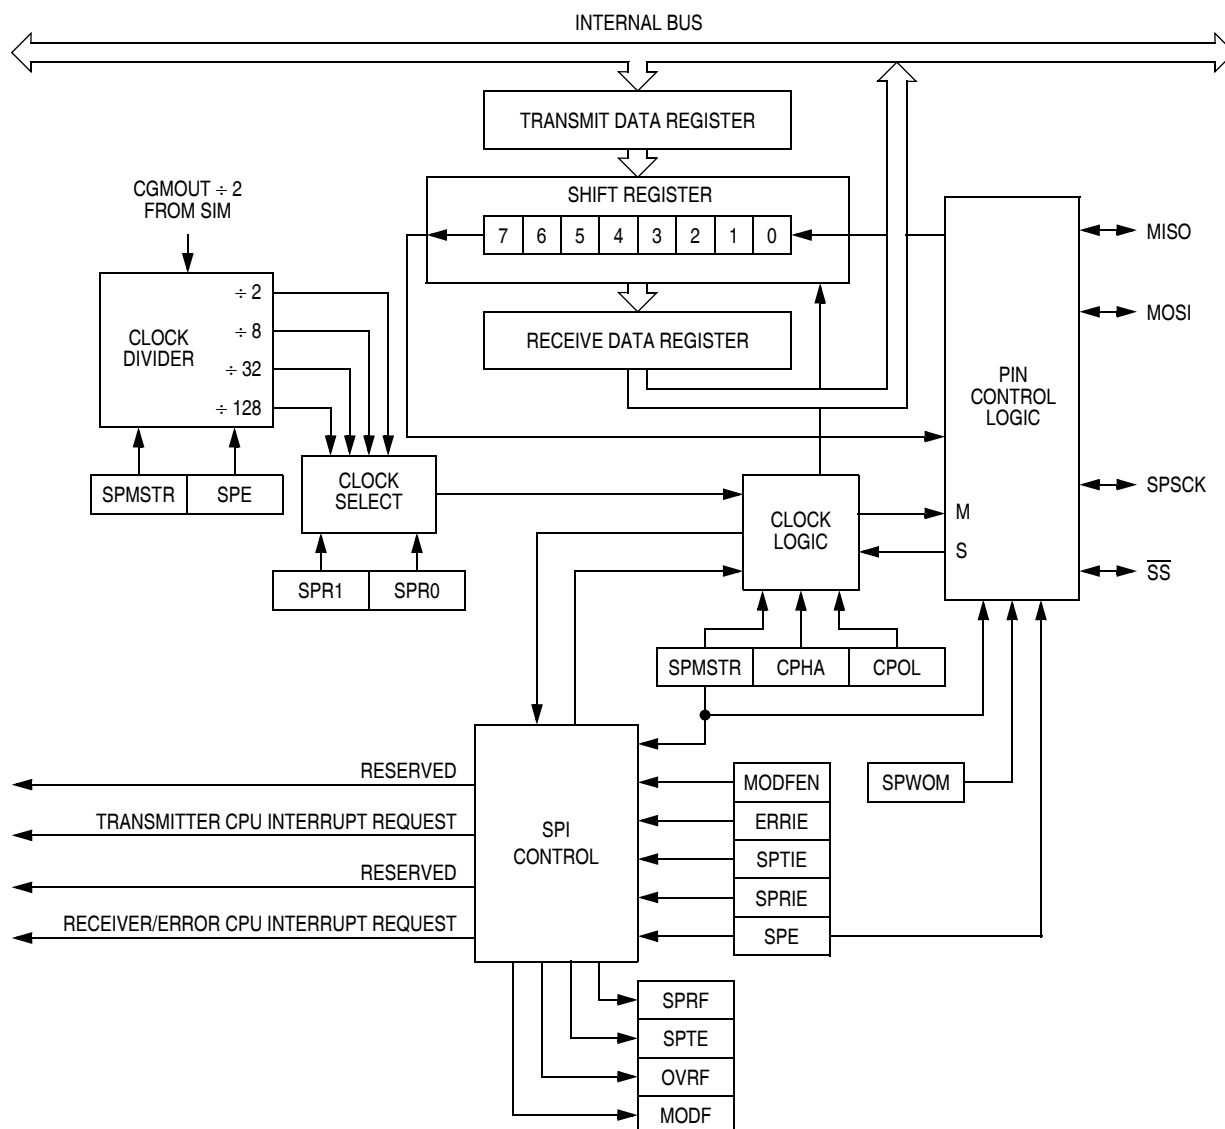 INTERNAL BUS
TRANSMIT DATA REGISTER
SHIFT REGISTER
7 6 5 4 3 2 1 0
RECEIVE DATA REGISTER
CGMOUT ÷ 2
FROM SIM
CLOCK
DIVIDER
÷ 2
÷ 8
÷ 32
÷ 128
SPMSTR SPE
CLOCK
SELECT
SPR1 SPR0
CLOCK
LOGIC
SPMSTR CPHA CPOL
PIN
CONTROL
LOGIC
M
S
MISO
MOSI
SPSCK
SS
SPWOM
SPI
CONTROL
MODFEN
ERRIE
SPTIE
SPRIE
SPE
RESERVED
TRANSMITTER CPU INTERRUPT REQUEST
RESERVED
RECEIVER/ERROR CPU INTERRUPT REQUEST
SPRF
SPTE
OVRF
MODF